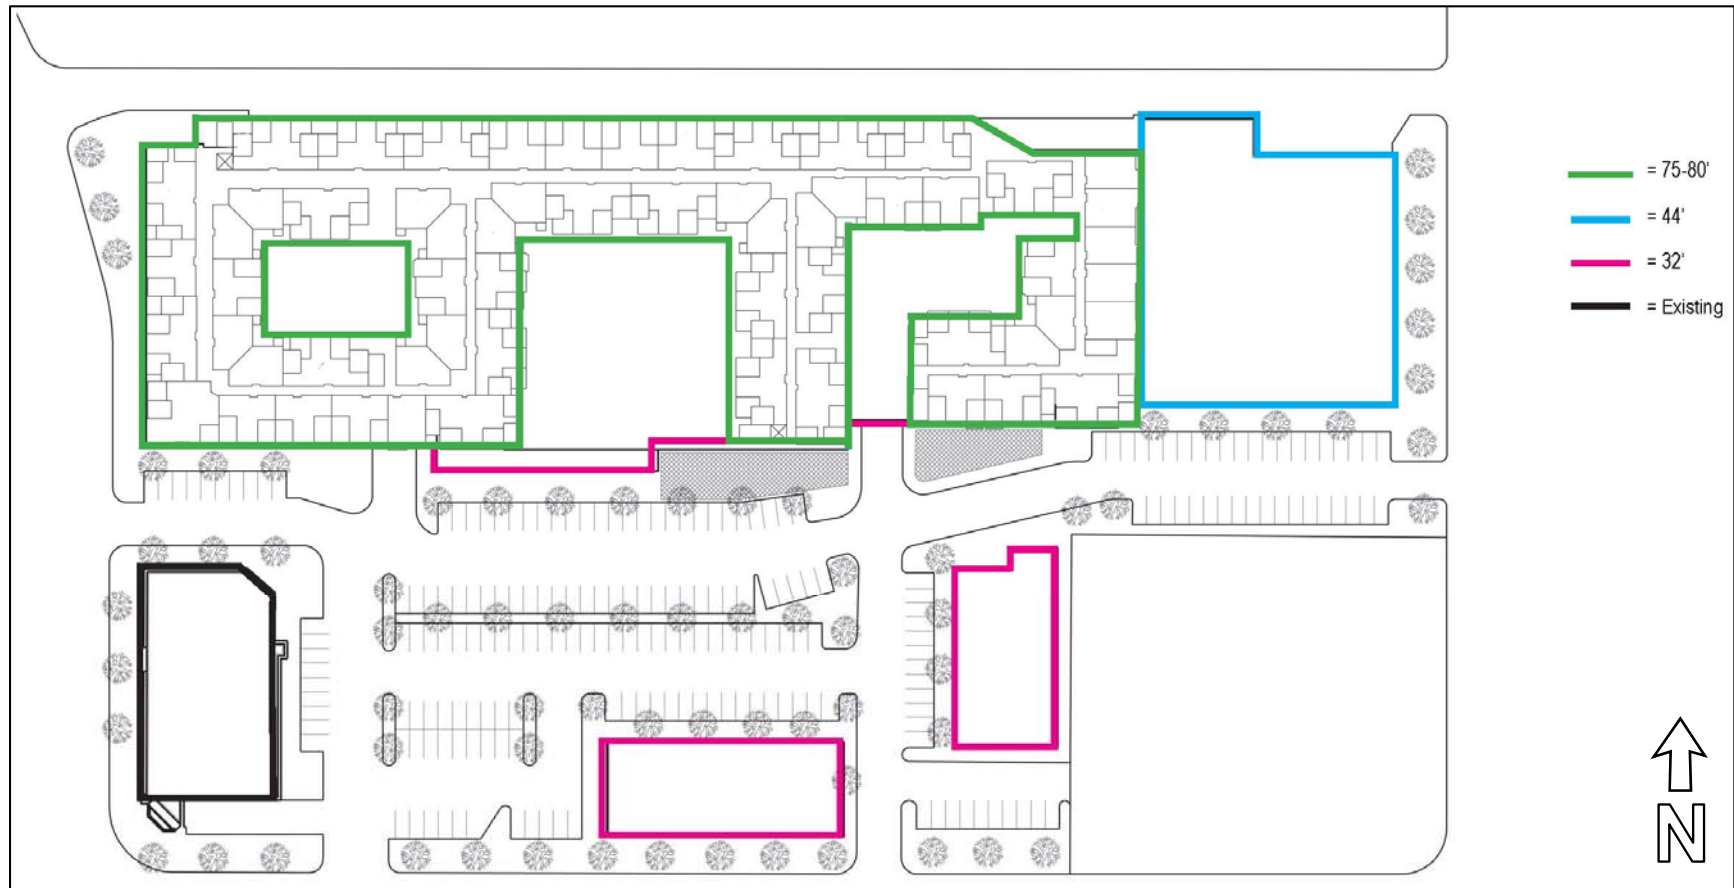 = 75-80'
= 44'
= 32'
= Existing
N